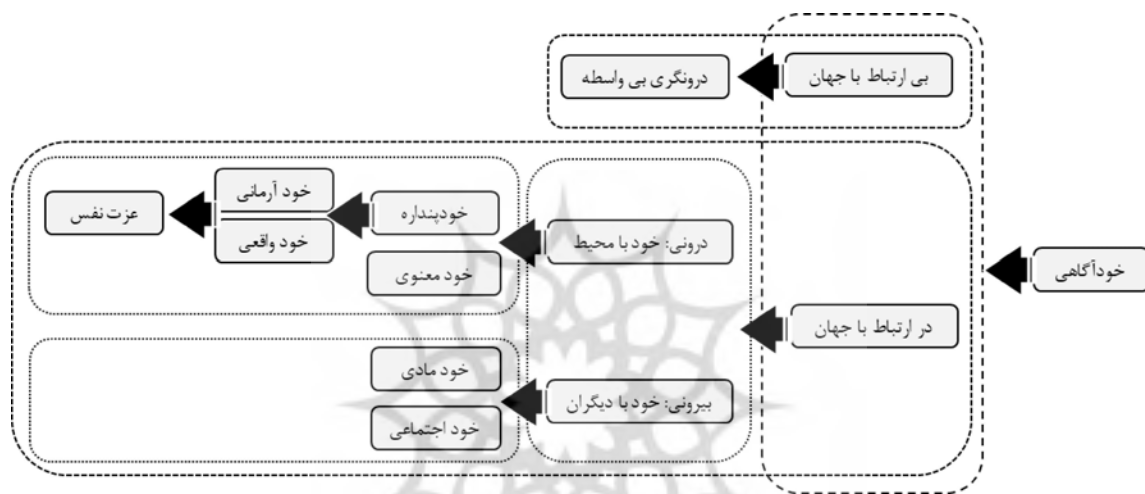 خودآگاهی
بی ارتباط با جهان
درونگری بی واسطه
در ارتباط با جهان
درونی: خود با محیط
خودپنداره
خود آرمانی
خود واقعی
عزت نفس
خود معنوی
بیرونی: خود با دیگران
خود مادی
خود اجتماعی